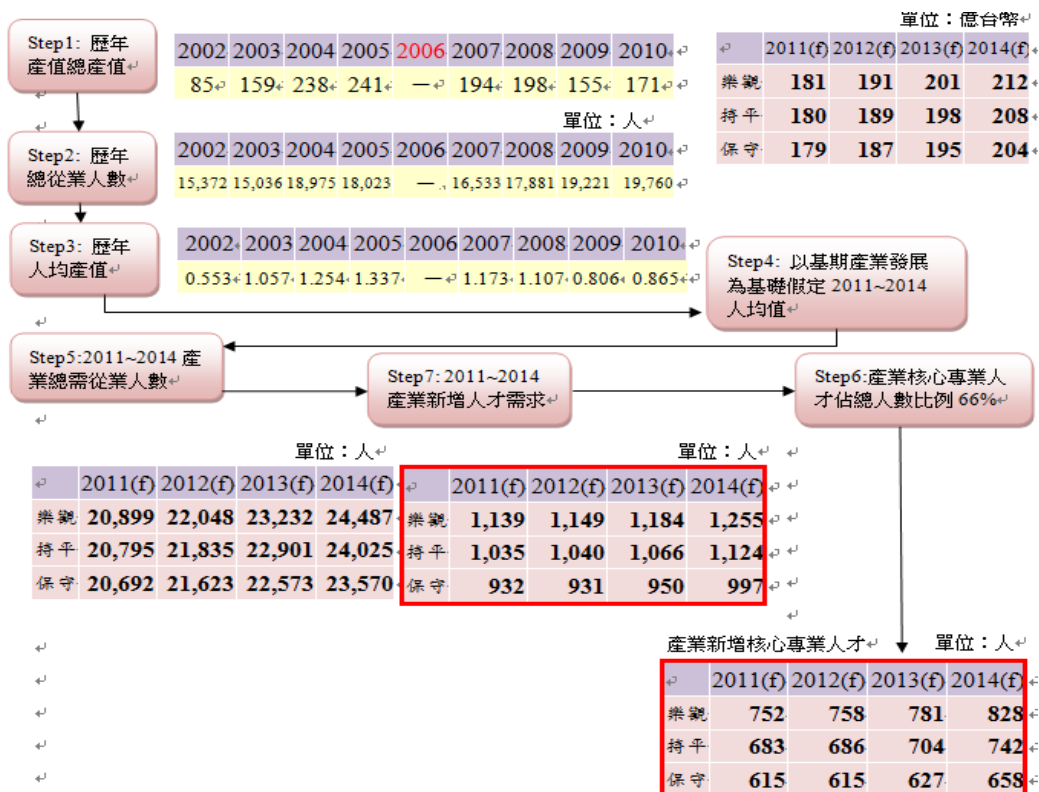 單位：億台幣
Step1: 歷年
產值總產值
2002 2003 2004 2005 2006 2007 2008 2009 2010
85 159 238 241 — 194 198 155 171
2011(f) 2012(f) 2013(f) 2014(f)
樂觀 181 191 201 212
持平 180 189 198 208
保守 179 187 195 204
單位：人
Step2: 歷年
總從業人數
2002 2003 2004 2005 2006 2007 2008 2009 2010
15,372 15,036 18,975 18,023 — 16,533 17,881 19,221 19,760
Step3: 歷年
人均產值
2002 2003 2004 2005 2006 2007 2008 2009 2010
0.553 1.057 1.254 1.337 — 1.173 1.107 0.806 0.865
Step4: 以基期產業發展
為基礎假定 2011~2014
人均值
Step5:2011~2014 產
業總需從業人數
Step7: 2011~2014
產業新增人才需求
Step6:產業核心專業人
才佔總人數比例 66%
單位：人
2011(f) 2012(f) 2013(f) 2014(f)
樂觀 20,899 22,048 23,232 24,487
持平 20,795 21,835 22,901 24,025
保守 20,692 21,623 22,573 23,570
單位：人
2011(f) 2012(f) 2013(f) 2014(f)
樂觀 1,139 1,149 1,184 1,255
持平 1,035 1,040 1,066 1,124
保守 932 931 950 997
產業新增核心專業人才 單位：人
2011(f) 2012(f) 2013(f) 2014(f)
樂觀 752 758 781 828
持平 683 686 704 742
保守 615 615 627 658